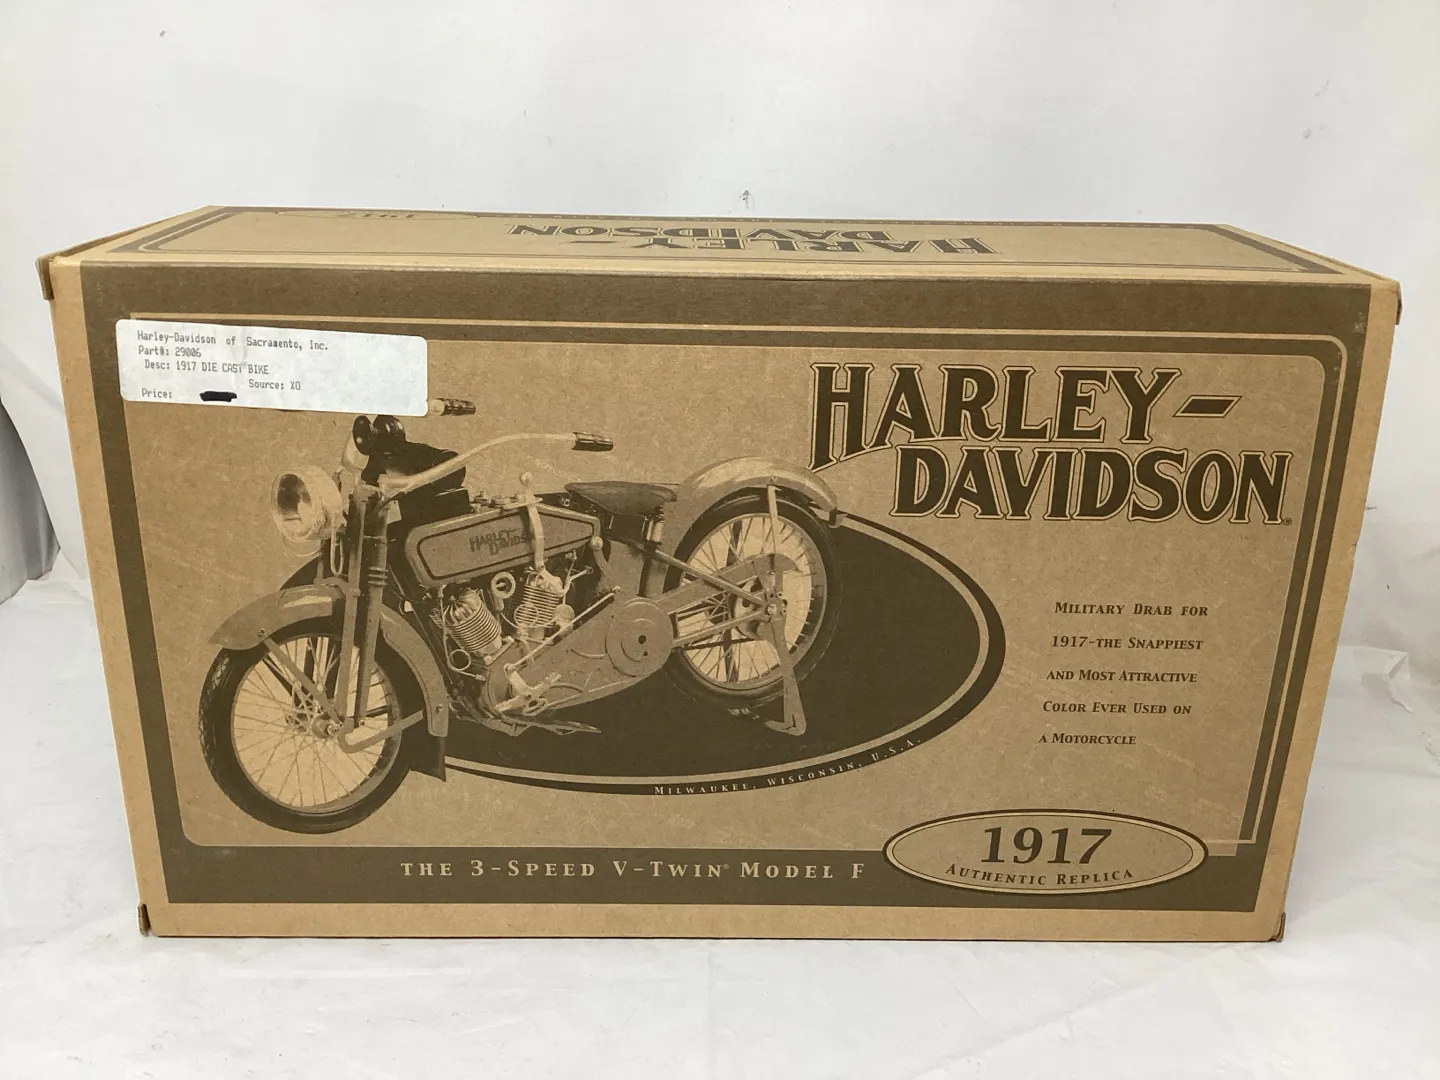 1917
HARLEY-
DAVIDSON
Harley-Davidson of Sacramento, Inc.
Part#: 29006
Desc: 1917 DIE CAST BIKE
Source: XO
Price:
HARLEY-
DAVIDSON
HARLEY-
DAVIDSON
MILITARY DRAB FOR
1917-THE SNAPPIEST
AND MOST ATTRACTIVE
COLOR EVER USED ON
A MOTORCYCLE
MILWAUKEE, WISCONSIN, U.S.A.
THE 3-SPEED V-TWIN® MODEL F
1917
AUTHENTIC REPLICA